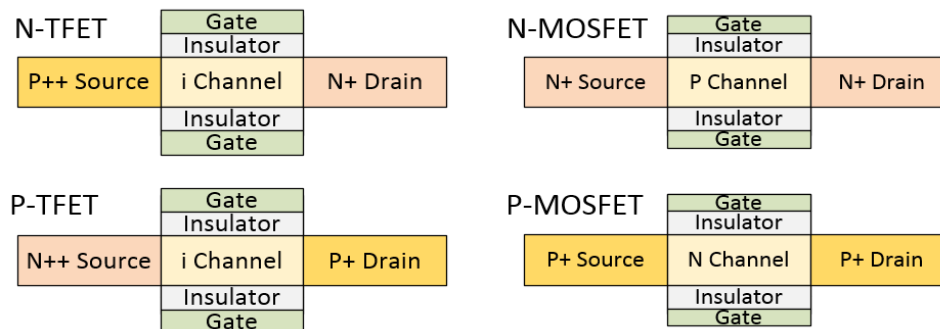 N-TFET
Gate
Insulator
P++ Source
i Channel
N+ Drain
Insulator
Gate
N-MOSFET
Gate
Insulator
N+ Source
P Channel
N+ Drain
Insulator
Gate
P-TFET
Gate
Insulator
N++ Source
i Channel
P+ Drain
Insulator
Gate
P-MOSFET
Gate
Insulator
P+ Source
N Channel
P+ Drain
Insulator
Gate